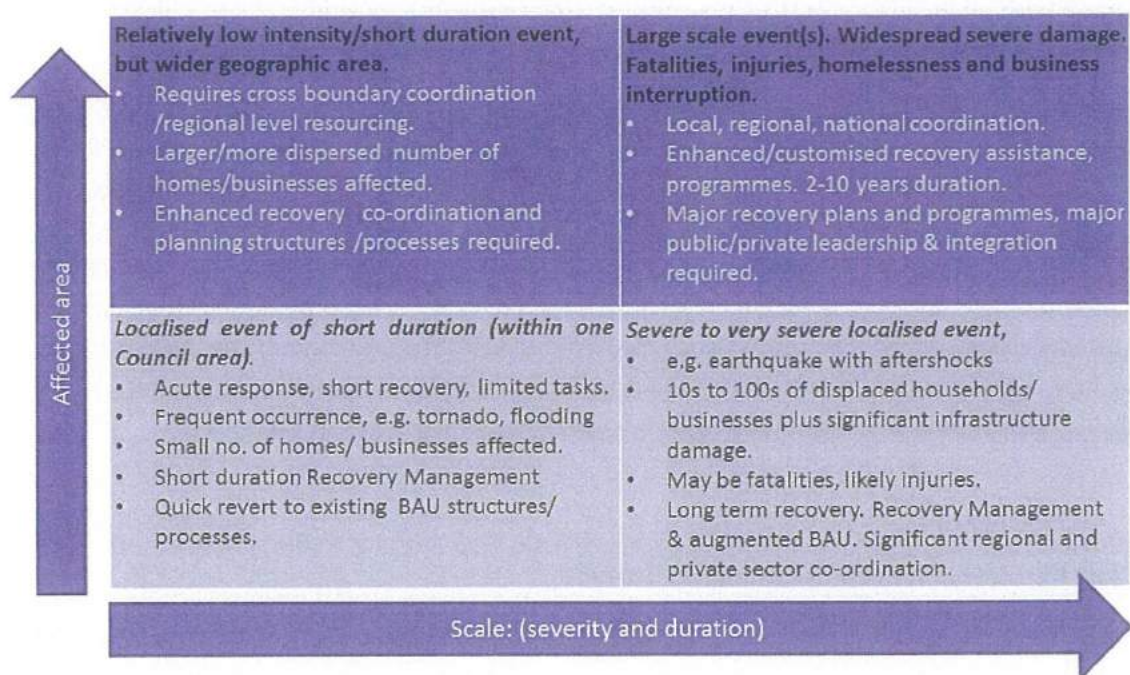 Relatively low intensity/short duration event,
but wider geographic area.
• Requires cross boundary coordination
/regional level resourcing.
• Larger/more dispersed number of
homes/businesses affected.
• Enhanced recovery co-ordination and
planning structures /processes required.
Large scale event(s). Widespread severe damage.
Fatalities, injuries, homelessness and business
interruption.
• Local, regional, national coordination.
• Enhanced/customised recovery assistance,
programmes. 2-10 years duration.
• Major recovery plans and programmes, major
public/private leadership & integration
required.
Affected area
Localised event of short duration (within one
Council area).
• Acute response, short recovery, limited tasks.
• Frequent occurrence, e.g. tornado, flooding
• Small no. of homes/ businesses affected.
• Short duration Recovery Management
• Quick revert to existing BAU structures/
processes.
Severe to very severe localised event,
• e.g. earthquake with aftershocks
• 10s to 100s of displaced households/
businesses plus significant infrastructure
damage.
• May be fatalities, likely injuries.
• Long term recovery. Recovery Management
& augmented BAU. Significant regional and
private sector co-ordination.
Scale: (severity and duration)